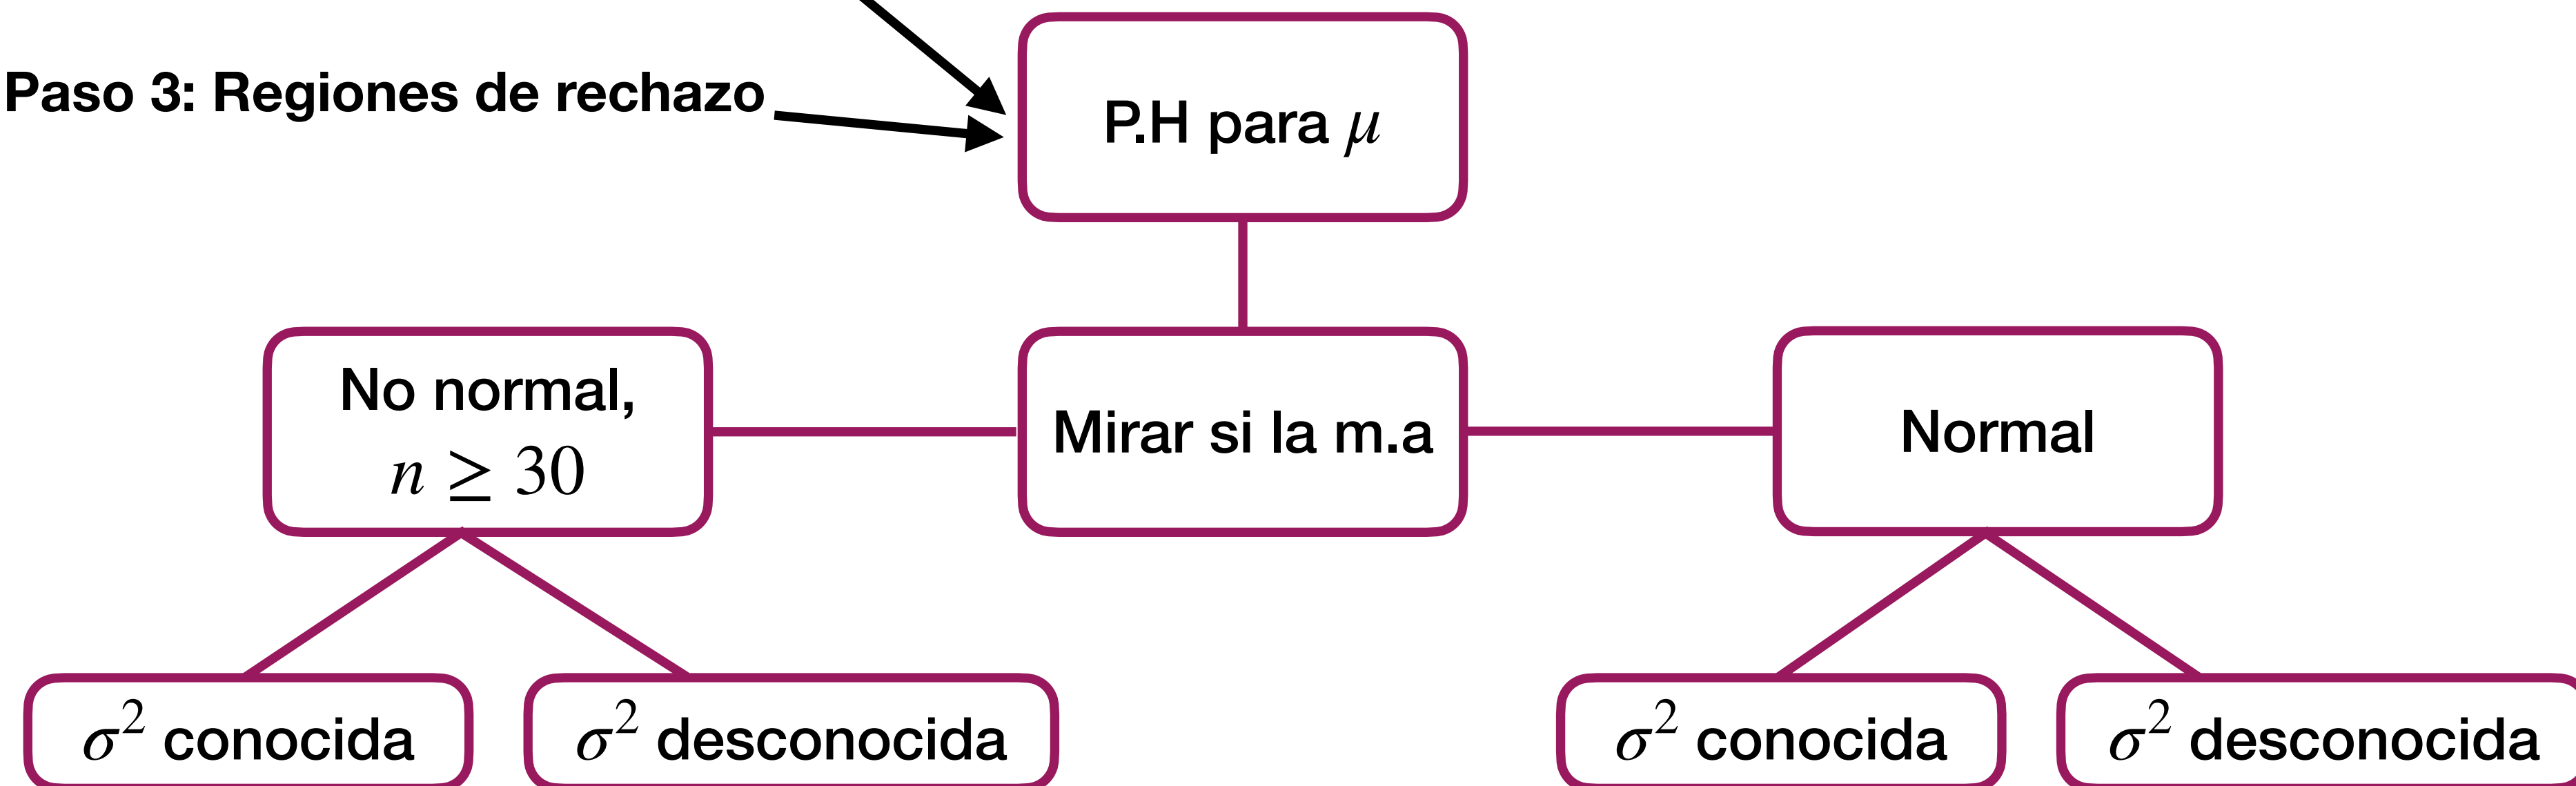 Paso 3: Regiones de rechazo
P.H para μ
No normal,
n ≥ 30
Mirar si la m.a
Normal
σ² conocida
σ² desconocida
σ² conocida
σ² desconocida